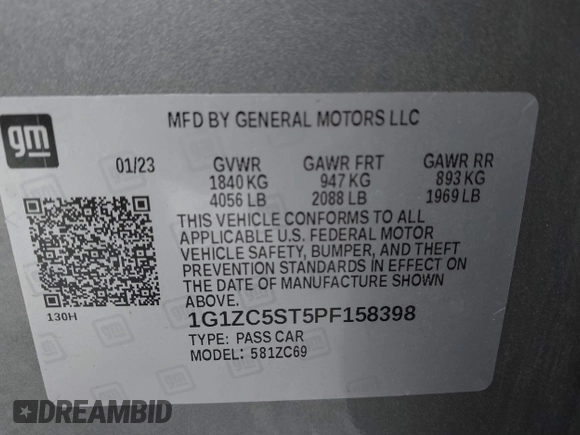 gm
MFD BY GENERAL MOTORS LLC
01/23 GVWR GAWR FRT GAWR RR
1840 KG 947 KG 893 KG
4056 LB 2088 LB 1969 LB
THIS VEHICLE CONFORMS TO ALL
APPLICABLE U.S. FEDERAL MOTOR
VEHICLE SAFETY, BUMPER, AND THEFT
PREVENTION STANDARDS IN EFFECT ON
THE DATE OF MANUFACTURE SHOWN
ABOVE.
130H
1G1ZC5ST5PF158398
TYPE: PASS CAR
MODEL: 581ZC69
DREAMBID